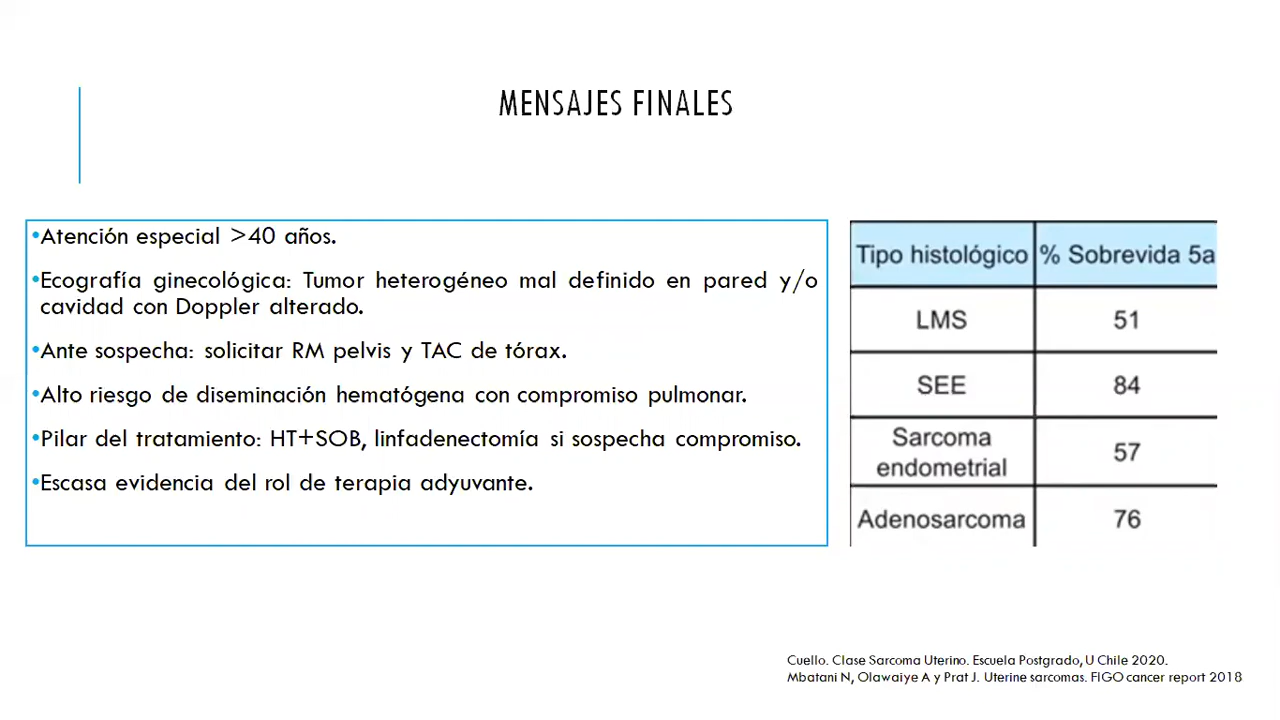 MENSAJES FINALES
•Atención especial >40 años.
•Ecografía ginecológica: Tumor heterogéneo mal definido en pared y/o
cavidad con Doppler alterado.
•Ante sospecha: solicitar RM pelvis y TAC de tórax.
•Alto riesgo de diseminación hematógena con compromiso pulmonar.
•Pilar del tratamiento: HT+SOB, linfadenectomía si sospecha compromiso.
•Escasa evidencia del rol de terapia adyuvante.
Tipo histológico % Sobrevida 5a
LMS 51
SEE 84
Sarcoma
endometrial 57
Adenosarcoma 76
Cuello. Clase Sarcoma Uterino. Escuela Postgrado, U Chile 2020.
Mbatani N, Olawaiye A y Prat J. Uterine sarcomas. FIGO cancer report 2018